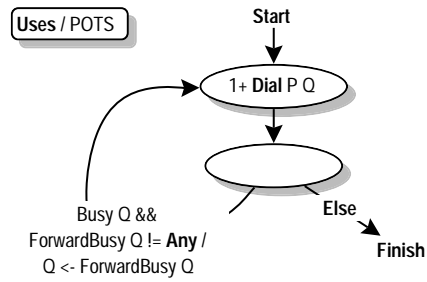 Uses / POTS
Start
1+ Dial P Q
Busy Q &&
ForwardBusy Q != Any /
Q <- ForwardBusy Q
Else
Finish